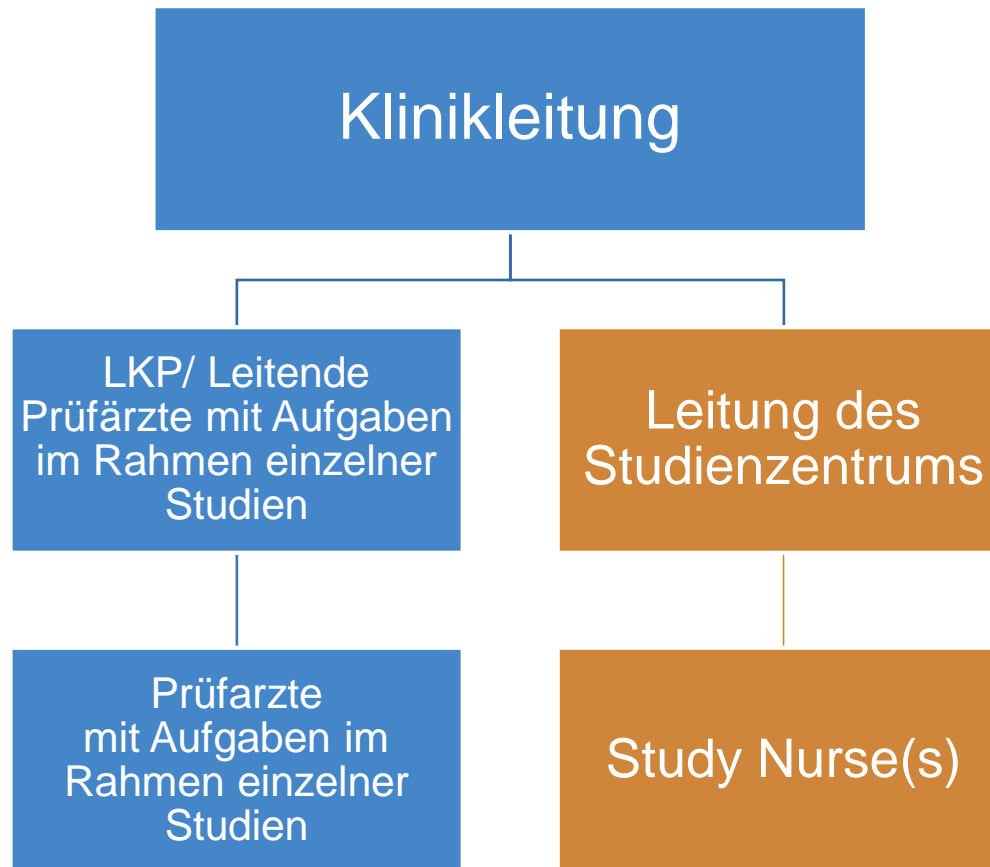 Klinikleitung
LKP/ Leitende
Prüfärzte mit Aufgaben
im Rahmen einzelner
Studien
Leitung des
Studienzentrums
Prüfarzte
mit Aufgaben im
Rahmen einzelner
Studien
Study Nurse(s)